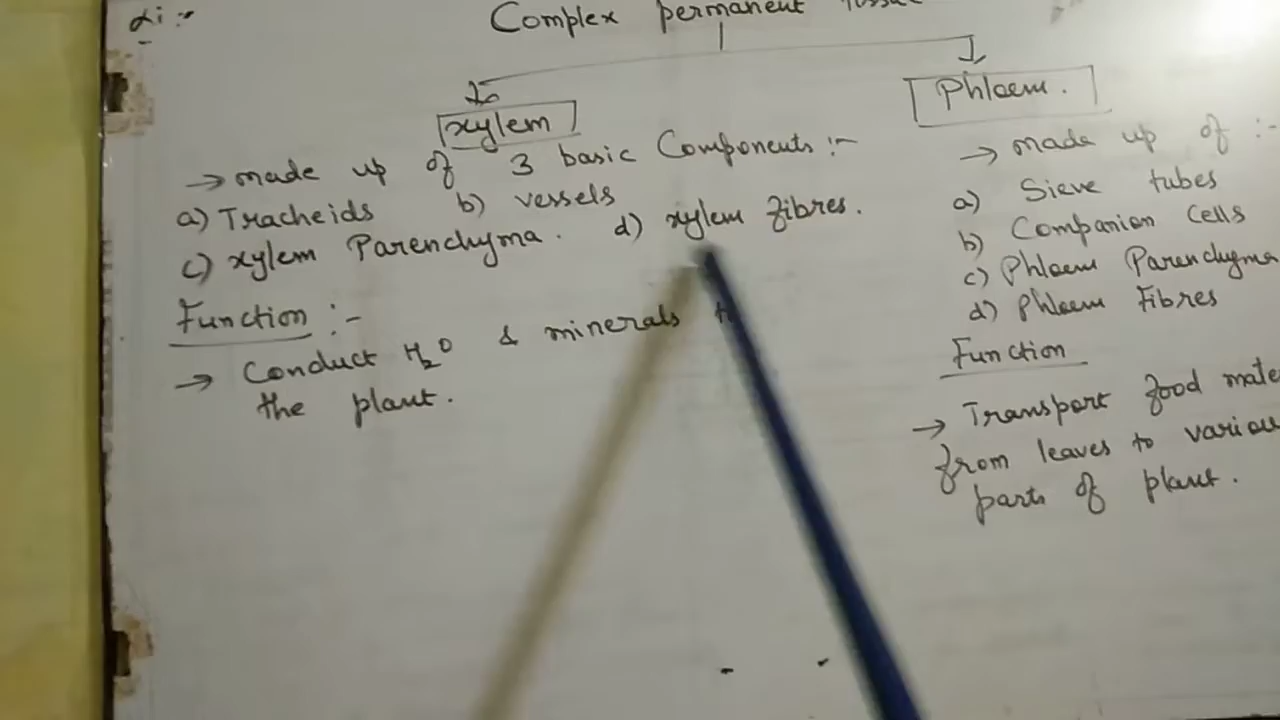 Complex permanent
xylem
→ made up of 3 basic Components :-
a) Tracheids b) vessels
c) xylem Parenchyma. d) xylem fibres.
Function :-
→ Conduct H₂O & minerals
the plant.
Phloem.
→ made up of :-
a) Sieve tubes
b) Companion Cells
c) Phloem Parenchyma
d) Phloem Fibres
Function
→ Transport food
from leaves to
parts of plant.